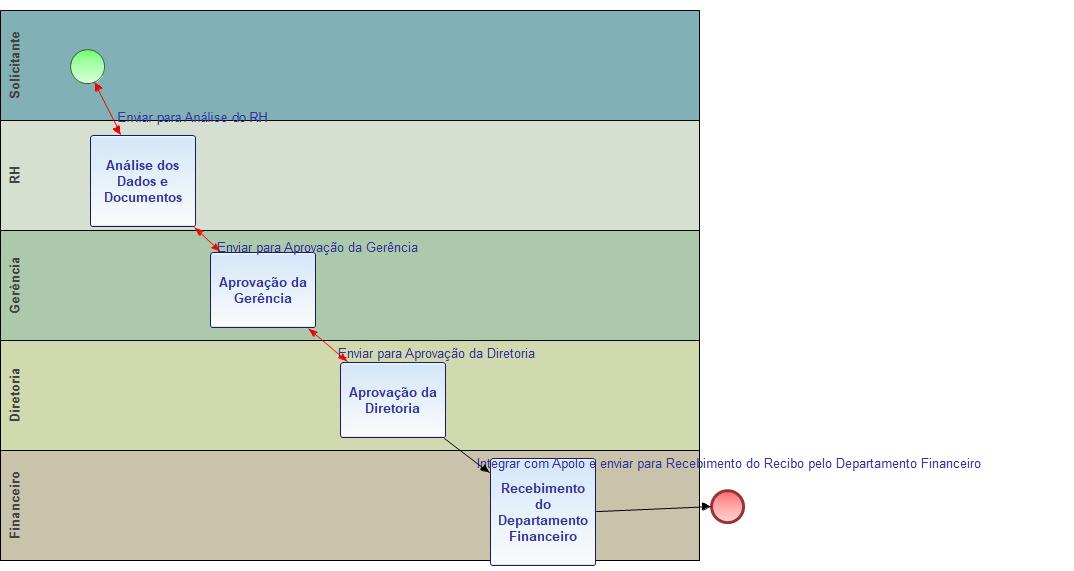 Solicitante
Enviar para Análise do RH
RH
Análise dos
Dados e
Documentos
Enviar para Aprovação da Gerência
Gerência
Aprovação da
Gerência
Enviar para Aprovação da Diretoria
Diretoria
Aprovação da
Diretoria
Integrar com Apolo e enviar para Recebimento do Recibo pelo Departamento Financeiro
Financeiro
Recebimento
do
Departamento
Financeiro